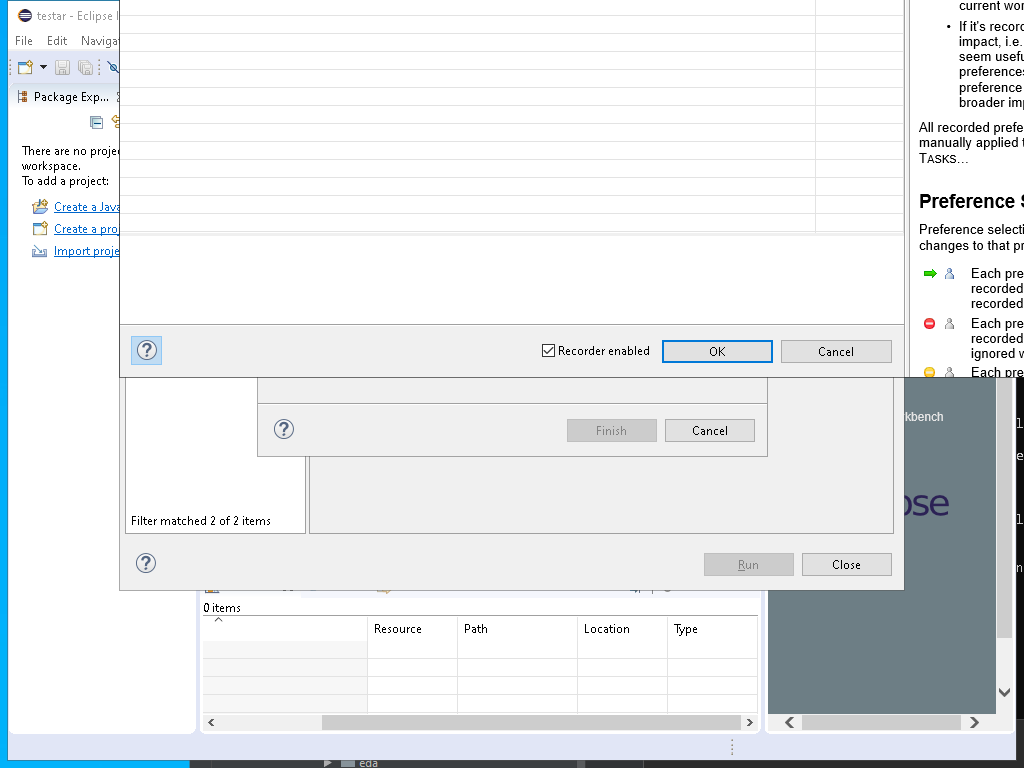 testar - Eclipse
File Edit Naviga
Package Exp...
There are no proje
workspace.
To add a project:
Create a Java
Create a pro
Import proje
Recorder enabled
OK
Cancel
Finish
Cancel
Filter matched 2 of 2 items
Run
Close
0 items
Resource
Path
Location
Type
eda
current wor
• If it's recor
impact, i.e.
seem usefu
preferences
preference
broader imp
All recorded prefe
manually applied t
TASKS...
Preference S
Preference selecti
changes to that pr
Each pre
recorded
recorded
Each pre
recorded
ignored w
Each pre
kbench
ose